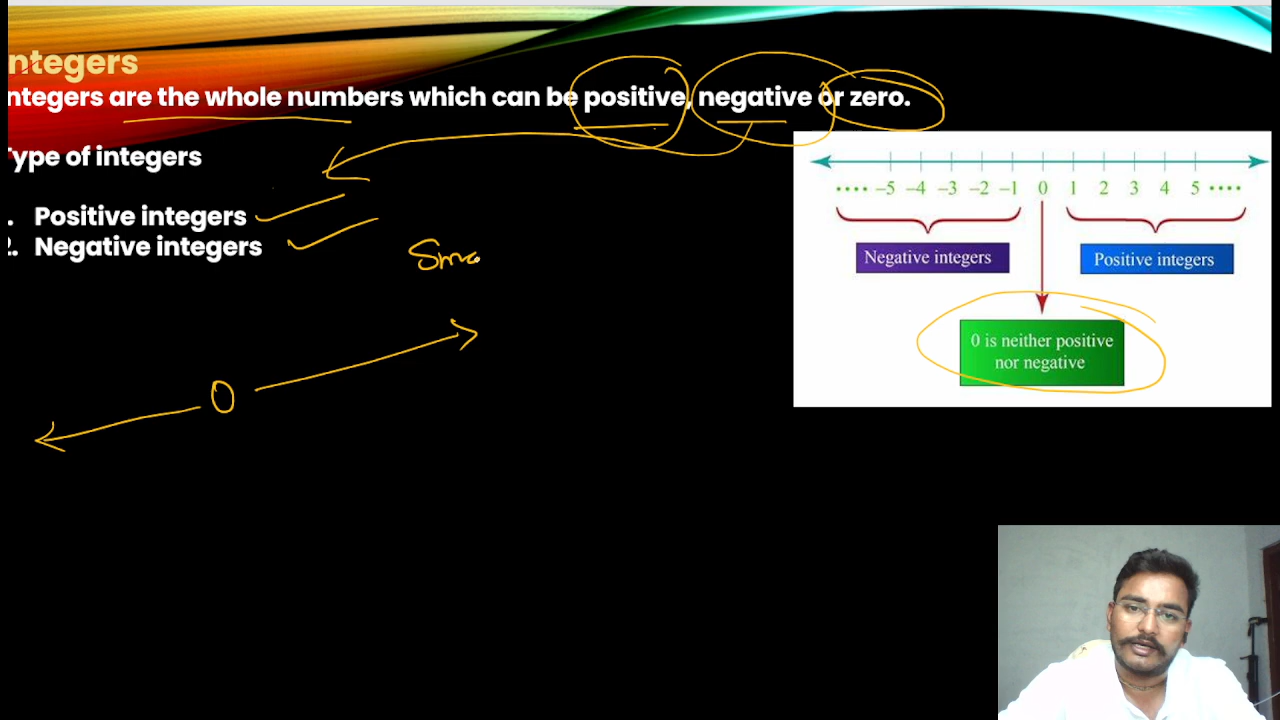 ntegers
ntegers are the whole numbers which can be positive, negative or zero.
Type of integers
. Positive integers
2. Negative integers
Sma
0
•••• –5 –4 –3 –2 –1 0 1 2 3 4 5 ••••
Negative integers
Positive integers
0 is neither positive
nor negative